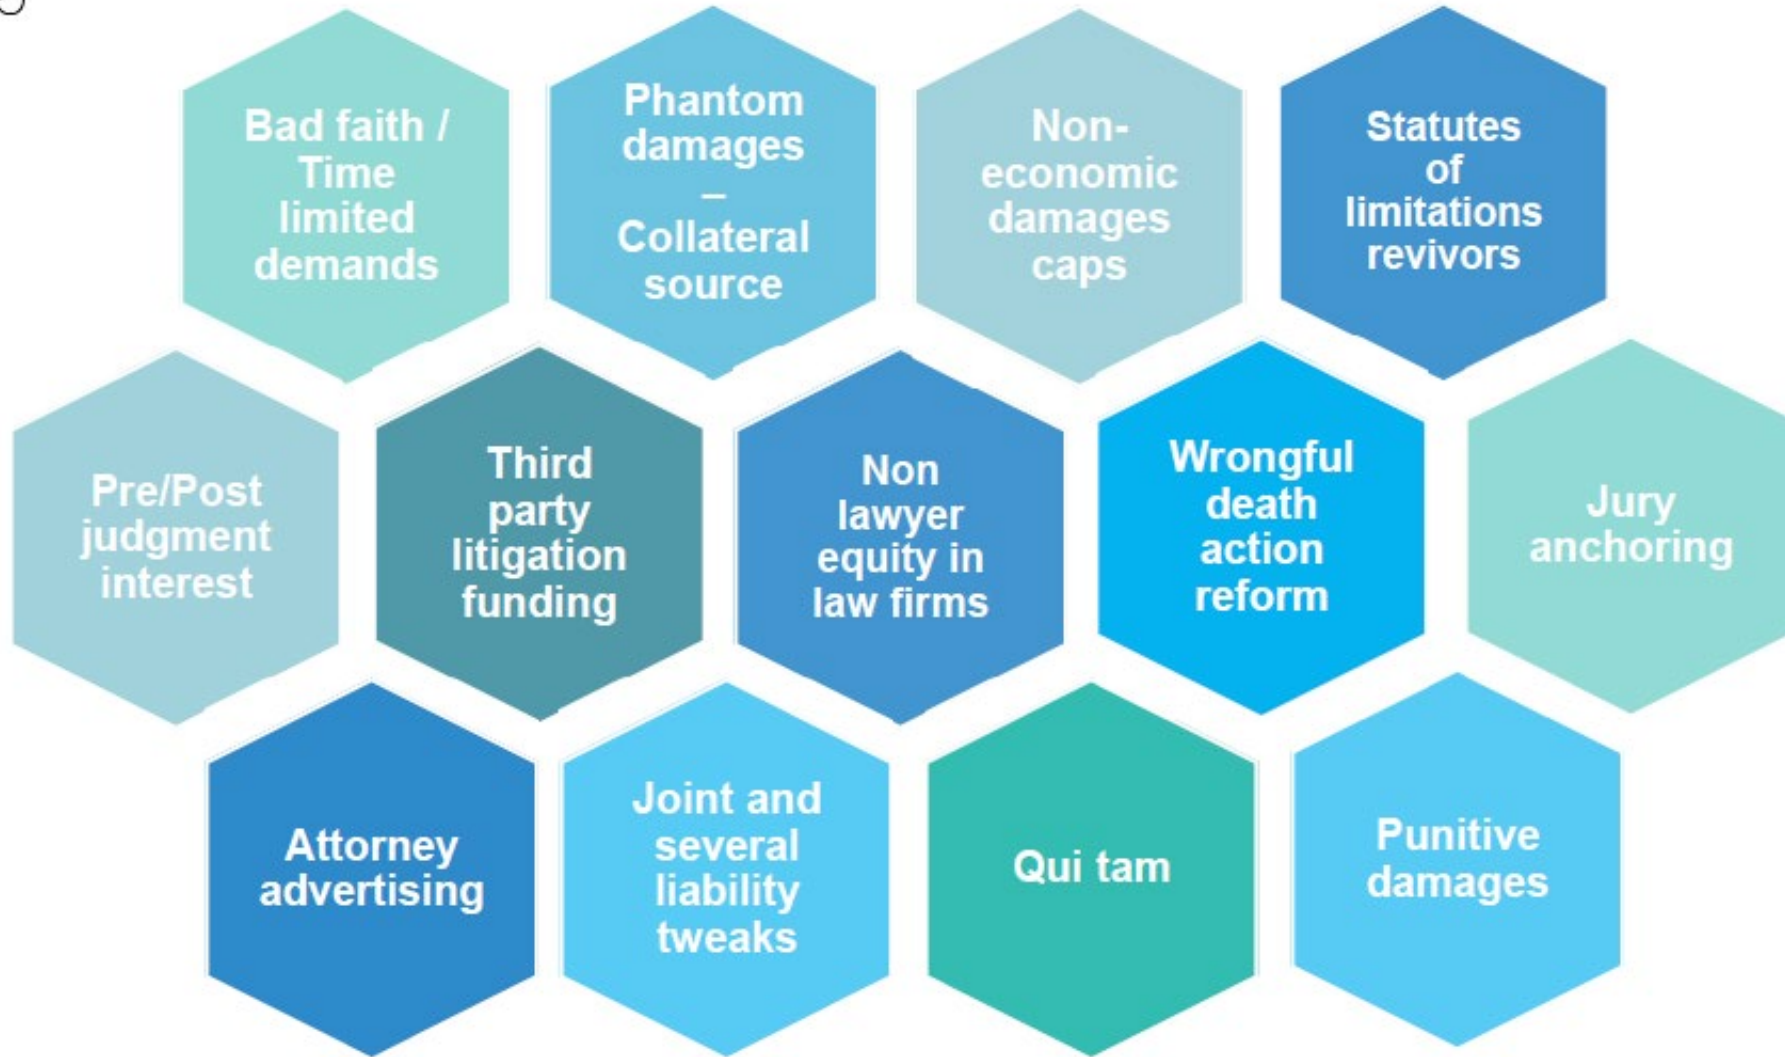 Bad faith /
Time
limited
demands
Phantom
damages
–
Collateral
source
Non-
economic
damages
caps
Statutes
of
limitations
revivors
Pre/Post
judgment
interest
Third
party
litigation
funding
Non
lawyer
equity in
law firms
Wrongful
death
action
reform
Jury
anchoring
Attorney
advertising
Joint and
several
liability
tweaks
Qui tam
Punitive
damages